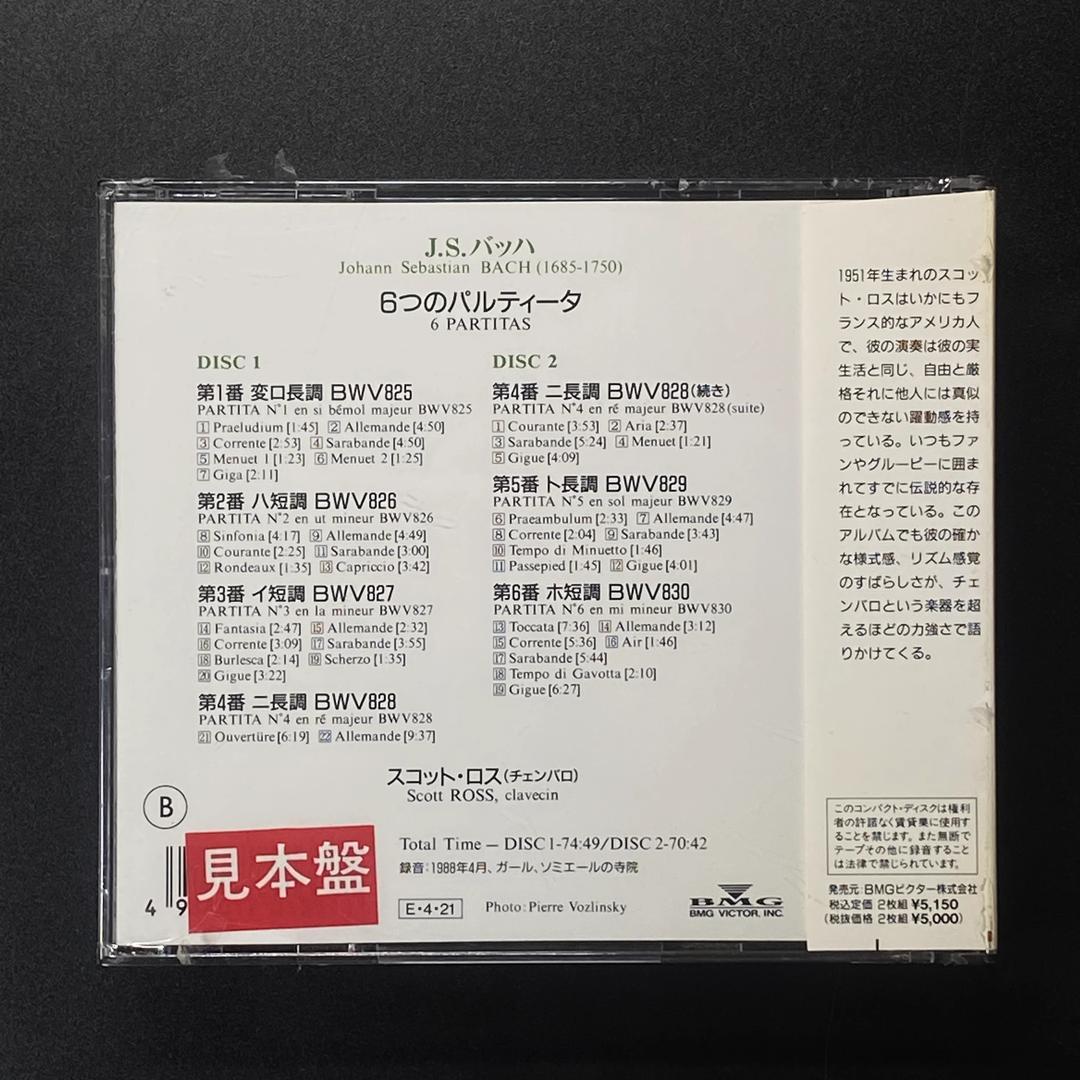 J.S.バッハ
Johann Sebastian BACH (1685-1750)
6つのパルティータ
6 PARTITAS
DISC 1
第1番 変ロ長調 BWV825
PARTITA N°1 en si bémol majeur BWV825
1 Praeludium [1:45] 2 Allemande [4:50]
3 Corrente [2:53] 4 Sarabande [4:50]
5 Menuet 1 [1:23] 6 Menuet 2 [1:25]
7 Giga [2:11]
第2番 ハ短調 BWV826
PARTITA N°2 en ut mineur BWV826
8 Sinfonia [4:17] 9 Allemande [4:49]
10 Courante [2:25] 11 Sarabande [3:00]
12 Rondeaux [1:35] 13 Capriccio [3:42]
第3番 イ短調 BWV827
PARTITA N°3 en la mineur BWV827
14 Fantasia [2:47] 15 Allemande [2:32]
16 Corrente [3:09] 17 Sarabande [3:55]
18 Burlesca [2:14] 19 Scherzo [1:35]
20 Gigue [3:22]
第4番 ニ長調 BWV828
PARTITA N°4 en ré majeur BWV828
21 Ouvertüre [6:19] 22 Allemande [9:37]
DISC 2
第4番 ニ長調 BWV828(続き)
PARTITA N°4 en ré majeur BWV828 (suite)
1 Courante [3:53] 2 Aria [2:37]
3 Sarabande [5:24] 4 Menuet [1:21]
5 Gigue [4:09]
第5番 ト長調 BWV829
PARTITA N°5 en sol majeur BWV829
6 Praeambulum [2:33] 7 Allemande [4:47]
8 Corrente [2:04] 9 Sarabande [3:43]
10 Tempo di Minuetto [1:46]
11 Passepied [1:45] 12 Gigue [4:01]
第6番 ホ短調 BWV830
PARTITA N°6 en mi mineur BWV830
13 Toccata [7:36] 14 Allemande [3:12]
15 Corrente [5:36] 16 Air [1:46]
17 Sarabande [5:44]
18 Tempo di Gavotta [2:10]
19 Gigue [6:27]
スコット・ロス(チェンバロ)
Scott ROSS, clavecin
B
Total Time — DISC 1-74:49/DISC 2-70:42
録音:1988年4月、ガール、ソミエールの寺院
見本盤
4 9
E・4・21
Photo: Pierre Vozlinsky
BMG
BMG VICTOR, INC.
1951年生まれのスコッ
ト・ロスはいかにもフ
ランス的なアメリカ人
で、彼の演奏は彼の実
生活と同じ、自由と厳
格それに他人には真似
のできない躍動感を持
っている。いつもファ
ンやグルーピーに囲ま
れてすでに伝説的な存
在となっている。この
アルバムでも彼の確か
な様式感、リズム感覚
のすばらしさが、チェ
ンバロという楽器を超
えるほどの力強さで語
りかけてくる。
このコンパクト・ディスクは権利
者の許諾なく賃貸業に使用す
ることを禁じます。また無断で
テープその他に録音すること
は法律で禁じられています。
発売元:BMGビクター株式会社
税込定価 2枚組 ¥5,150
(税抜価格 2枚組 ¥5,000)